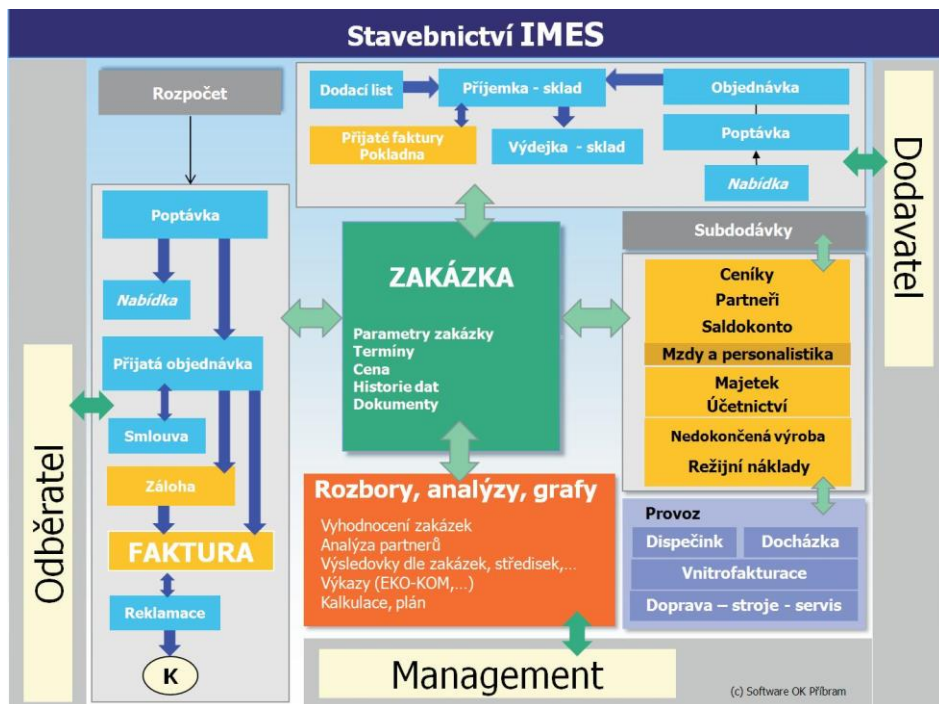 Stavebnictví IMES
Rozpočet
Poptávka
Nabídka
Přijatá objednávka
Smlouva
Záloha
FAKTURA
Reklamace
K
Odběratel
Dodací list
Příjemka - sklad
Objednávka
Přijaté faktury
Pokladna
Výdejka - sklad
Poptávka
Nabídka
Dodavatel
ZAKÁZKA
Parametry zakázky
Termíny
Cena
Historie dat
Dokumenty
Subdodávky
Ceníky
Partneři
Saldokonto
Mzdy a personalistika
Majetek
Účetnictví
Nedokončená výroba
Režijní náklady
Rozbory, analýzy, grafy
Vyhodnocení zakázek
Analýza partnerů
Výsledovky dle zakázek, středisek,...
Výkazy (EKO-KOM,...)
Kalkulace, plán
Provoz
Dispečink
Docházka
Vnitrofakturace
Doprava – stroje - servis
Management
(c) Software OK Příbram